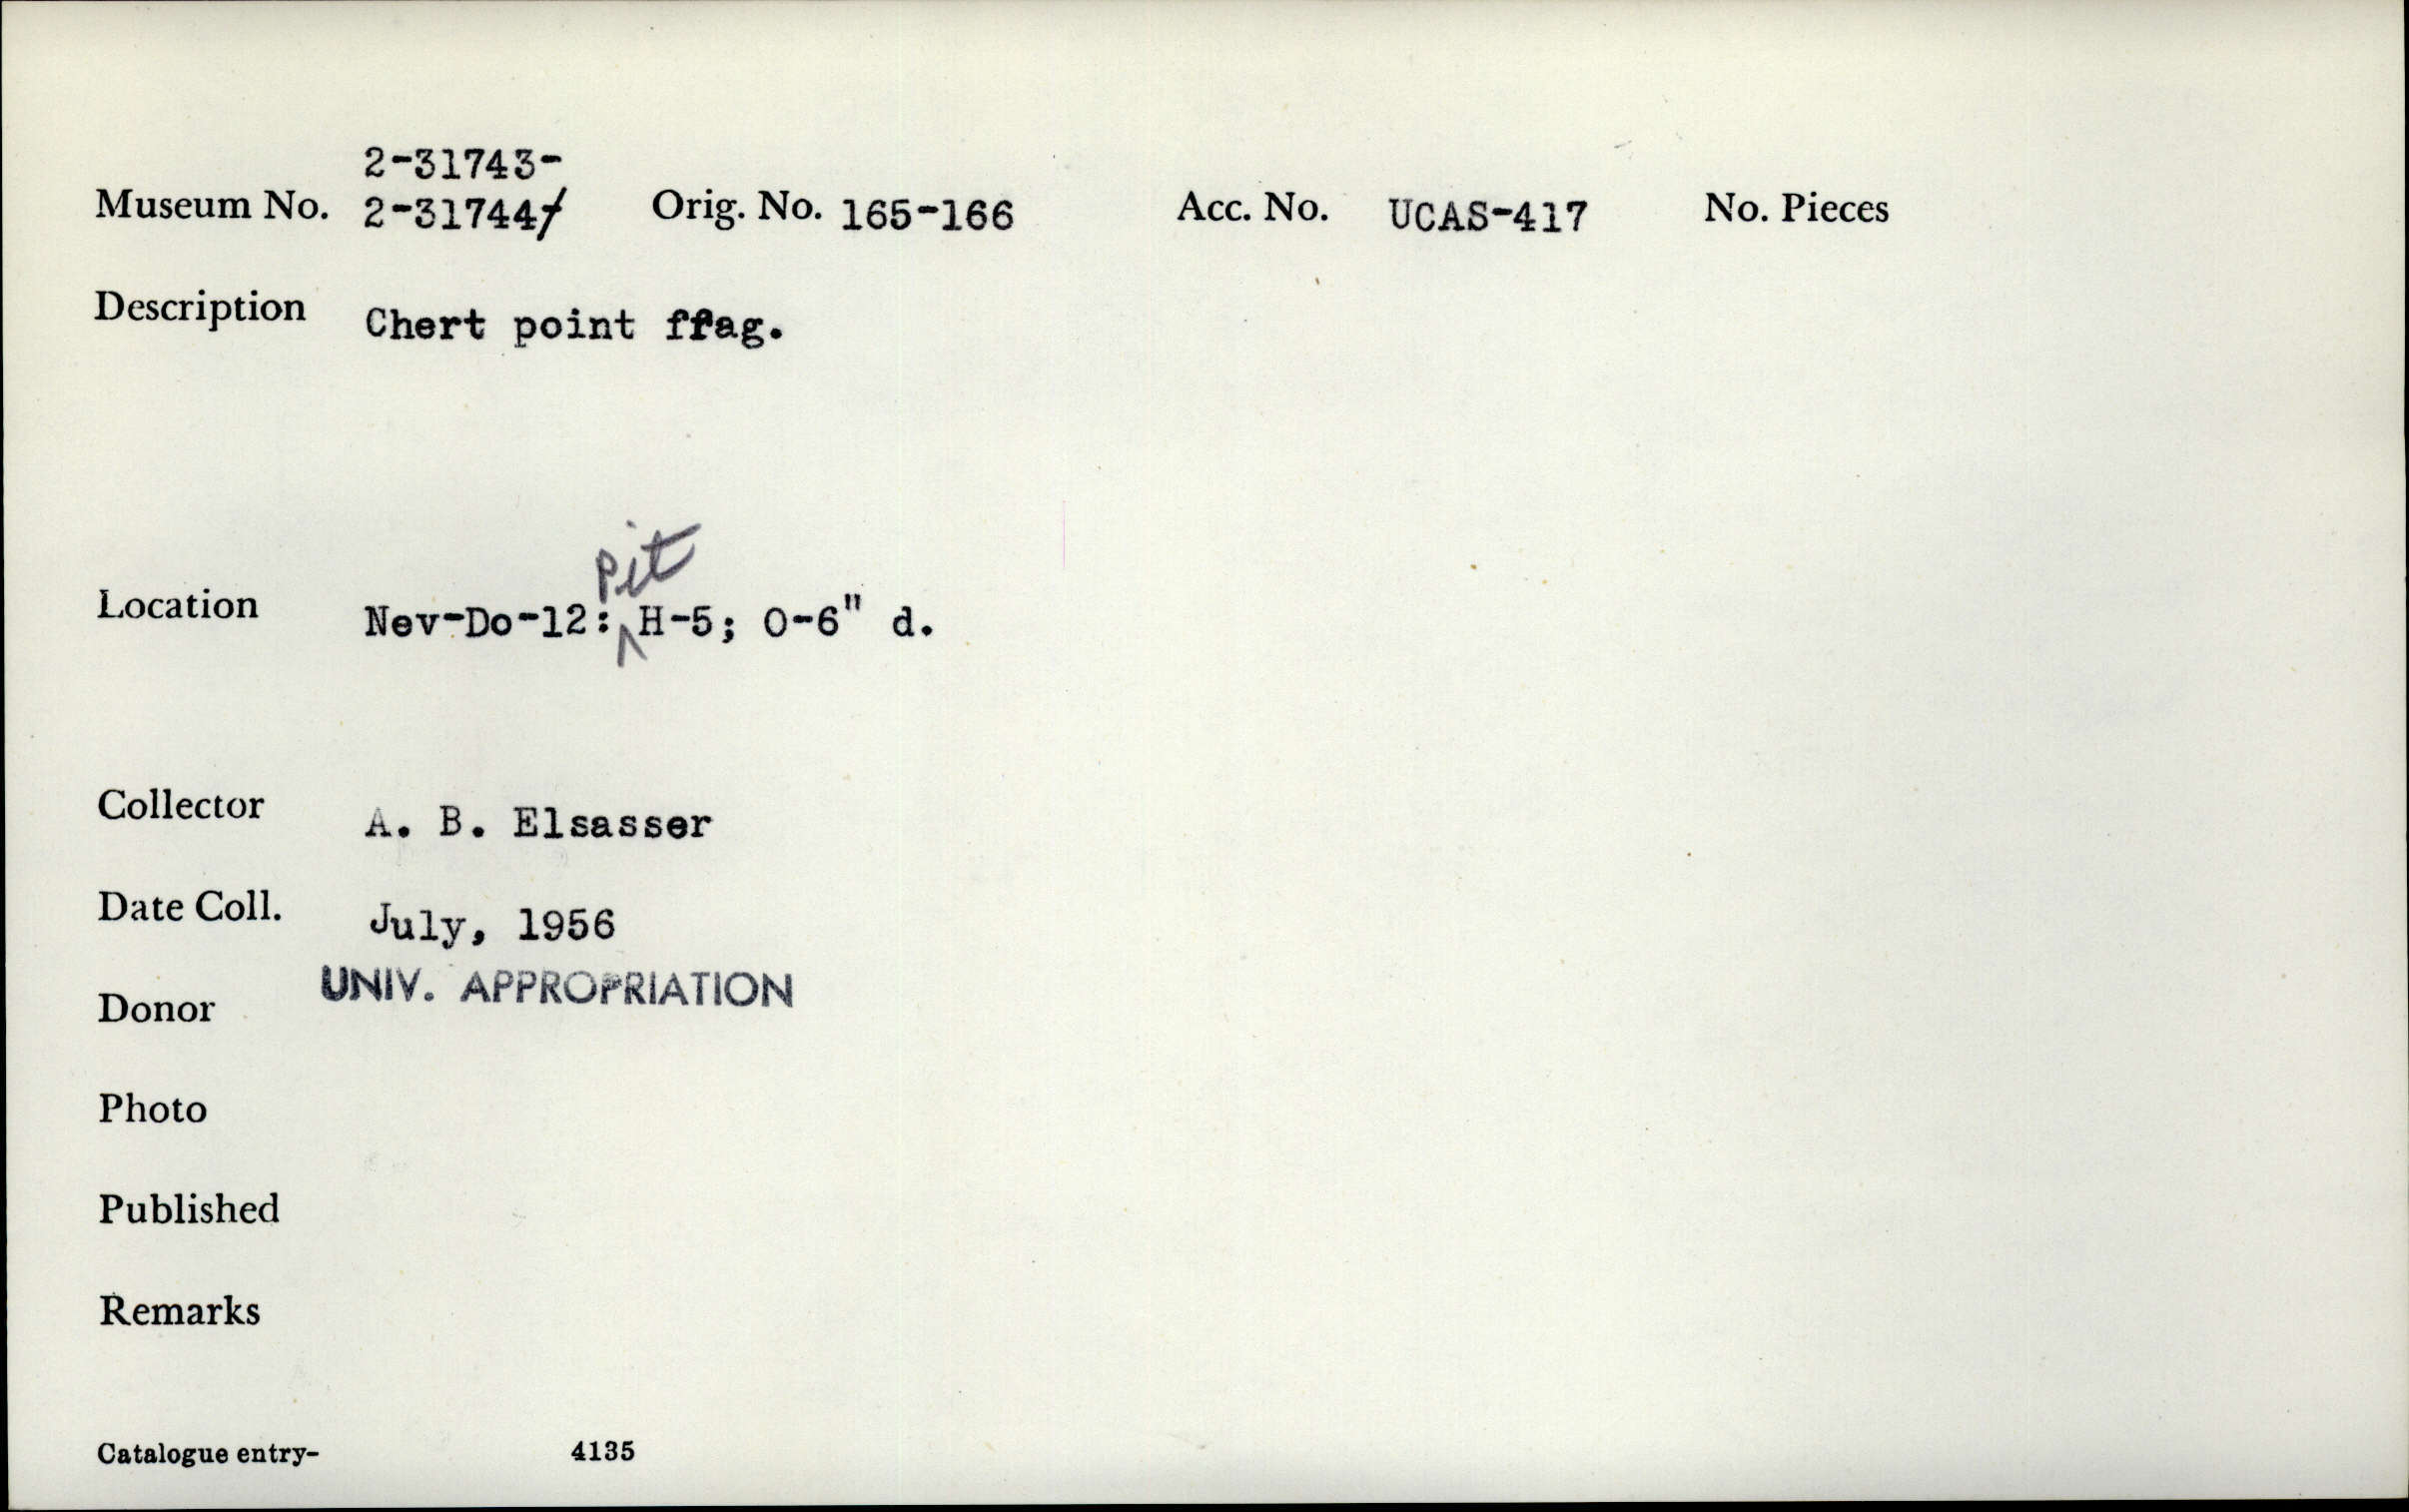 2-31743-
Museum No. 2-31744/ Orig. No. 165-166 Acc. No. UCAS-417 No. Pieces
Description Chert point frag.
Pit
Location Nev-Do-12: ^ H-5; 0-6" d.
Collector A. B. Elsasser
Date Coll. July, 1956
Donor UNIV. APPROPRIATION
Photo
Published
Remarks
Catalogue entry- 4135